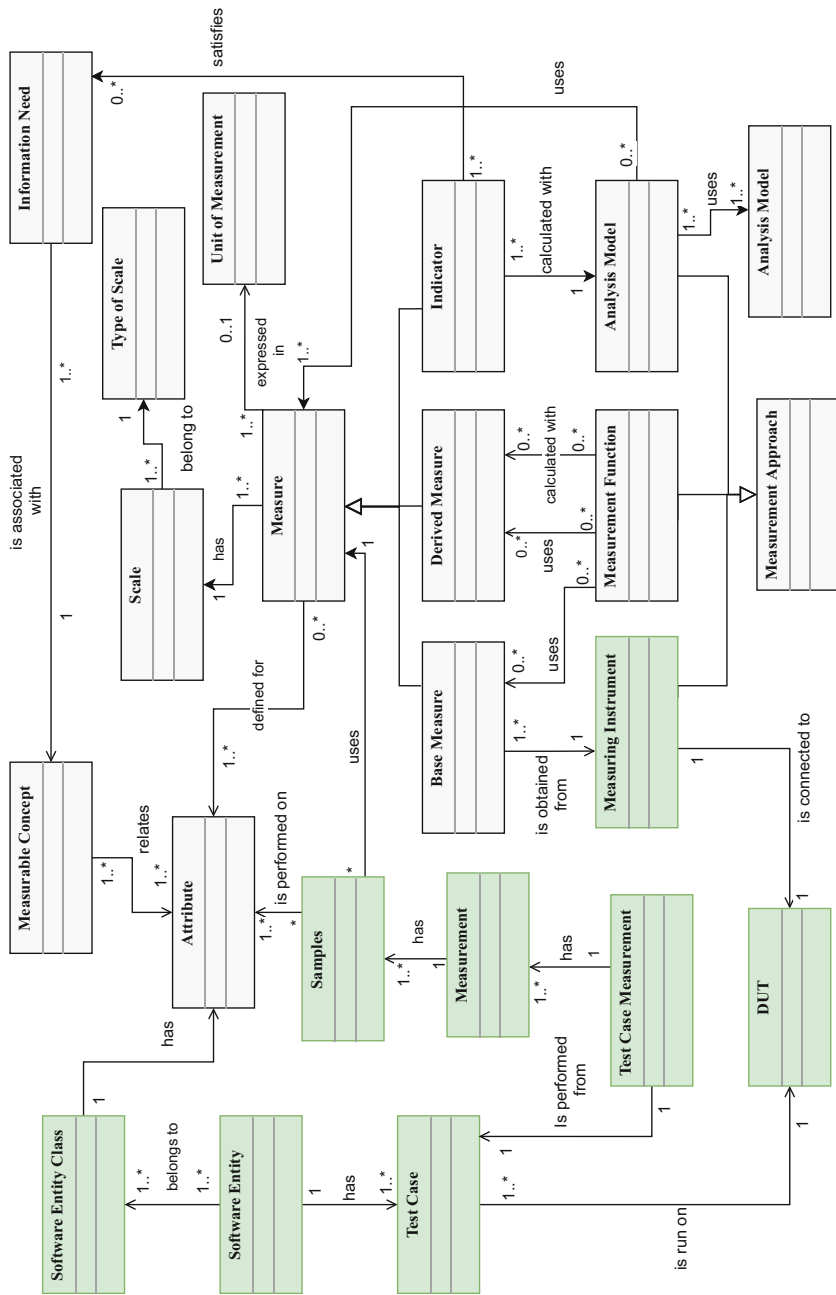 Information Need
satisfies
0..*
Type of Scale
Unit of Measurement
uses
1..*
is associated
with
1
belong to
1..*
0..1
expressed
in
1..*
1..*
Indicator
1..*
calculated with
1
Analysis Model
0..*
1..*
uses
1..*
Analysis Model
1
Scale
1
has
1..*
Measure
0..*
1
Derived Measure
0..*
calculated with
0..*
0..*
uses
0..*
Measurement Function
0..*
uses
0..*
Measurement Approach
Measurable Concept
1..*
relates
1..*
defined for
1..*
Attribute
1..*
is performed on
*
uses
*
Base Measure
1..*
is obtained
from
1
Measuring Instrument
1
is connected to
1
has
1
Samples
1..*
has
1
Measurement
1..*
has
1
Test Case Measurement
1
Is performed
from
1
DUT
1
Software Entity Class
1..*
belongs to
1..*
Software Entity
1
has
1..*
Test Case
1..*
is run on